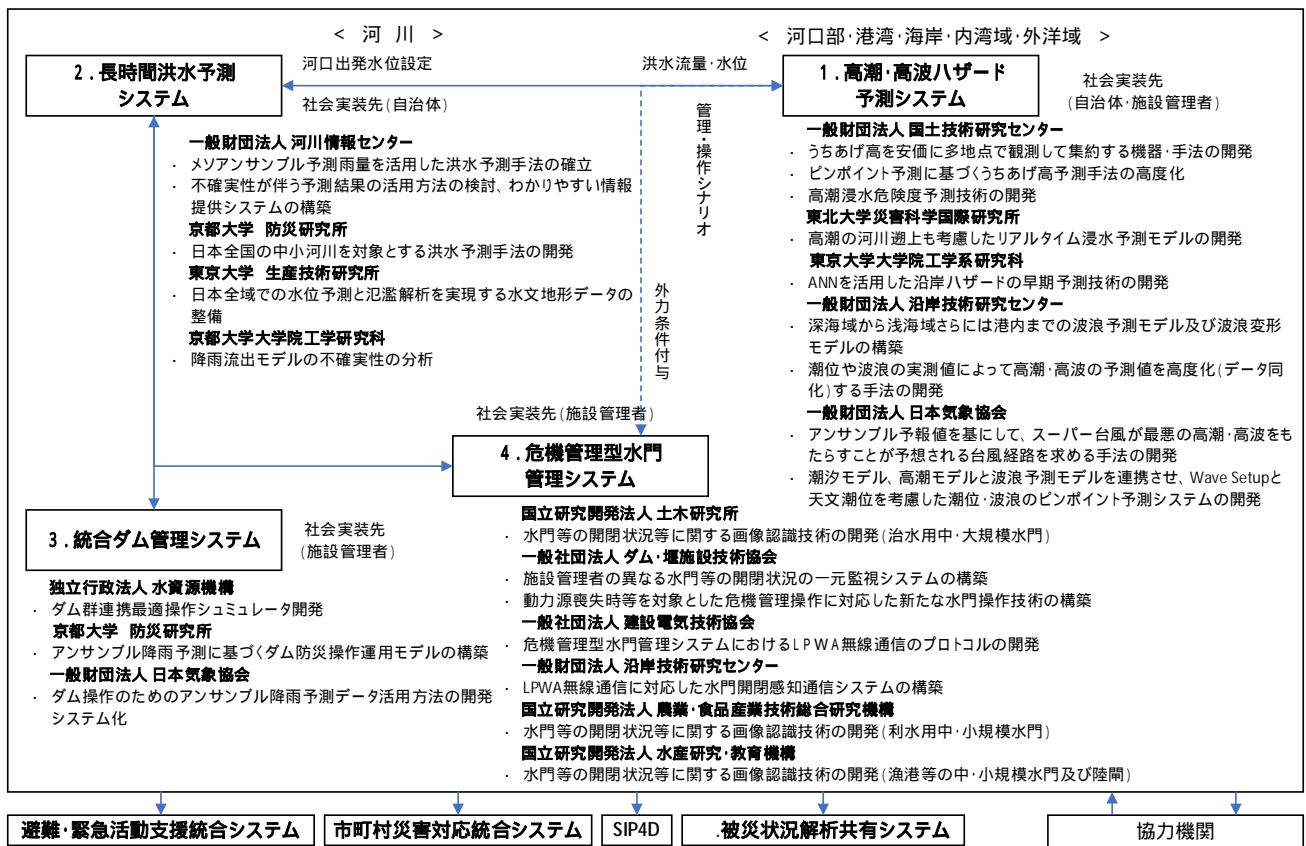 < 河 川 >
< 河口部・港湾・海岸・内湾域・外洋域 >
2．長時間洪水予測
システム
河口出発水位設定
社会実装先(自治体)
洪水流量・水位
1．高潮・高波ハザード
予測システム
社会実装先
(自治体・施設管理者)
管理・操作シナリオ
外力条件付与
一般財団法人 河川情報センター
・ メソアンサンブル予測雨量を活用した洪水予測手法の確立
・ 不確実性が伴う予測結果の活用方法の検討、わかりやすい情報
提供システムの構築
京都大学 防災研究所
・ 日本全国の中小河川を対象とする洪水予測手法の開発
東京大学 生産技術研究所
・ 日本全域での水位予測と氾濫解析を実現する水文地形データの
整備
京都大学大学院工学研究科
・ 降雨流出モデルの不確実性の分析
一般財団法人 国土技術研究センター
・ うちあげ高を安価に多地点で観測して集約する機器・手法の開発
・ ピンポイント予測に基づくうちあげ高予測手法の高度化
・ 高潮浸水危険度予測技術の開発
東北大学災害科学国際研究所
・ 高潮の河川遡上も考慮したリアルタイム浸水予測モデルの開発
東京大学大学院工学系研究科
・ ANNを活用した沿岸ハザードの早期予測技術の開発
一般財団法人 沿岸技術研究センター
・ 深海域から浅海域さらには港内までの波浪予測モデル及び波浪変形
モデルの構築
・ 潮位や波浪の実測値によって高潮・高波の予測値を高度化(データ同
化)する手法の開発
一般財団法人 日本気象協会
・ アンサンブル予報値を基にして、スーパー台風が最悪の高潮・高波をも
たらすことが予想される台風経路を求める手法の開発
・ 潮汐モデル、高潮モデルと波浪予測モデルを連携させ、Wave Setupと
天文潮位を考慮した潮位・波浪のピンポイント予測システムの開発
社会実装先(施設管理者)
4．危機管理型水門
管理システム
国立研究開発法人 土木研究所
・ 水門等の開閉状況等に関する画像認識技術の開発(治水用中・大規模水門)
一般社団法人 ダム・堰施設技術協会
・ 施設管理者の異なる水門等の開閉状況の一元監視システムの構築
・ 動力源喪失時等を対象とした危機管理操作に対応した新たな水門操作技術の構築
一般社団法人 建設電気技術協会
・ 危機管理型水門管理システムにおけるLPWA無線通信のプロトコルの開発
一般財団法人 沿岸技術研究センター
・ LPWA無線通信に対応した水門開閉感知通信システムの構築
国立研究開発法人 農業・食品産業技術総合研究機構
・ 水門等の開閉状況等に関する画像認識技術の開発(利水用中・小規模水門)
国立研究開発法人 水産研究・教育機構
・ 水門等の開閉状況等に関する画像認識技術の開発(漁港等の中・小規模水門及び陸閘)
3．統合ダム管理システム
社会実装先
(施設管理者)
独立行政法人 水資源機構
・ ダム群連携最適操作シュミュレータ開発
京都大学 防災研究所
・ アンサンブル降雨予測に基づくダム防災操作運用モデルの構築
一般財団法人 日本気象協会
・ ダム操作のためのアンサンブル降雨予測データ活用方法の開発
システム化
避難・緊急活動支援統合システム
市町村災害対応統合システム
SIP4D
.被災状況解析共有システム
協力機関